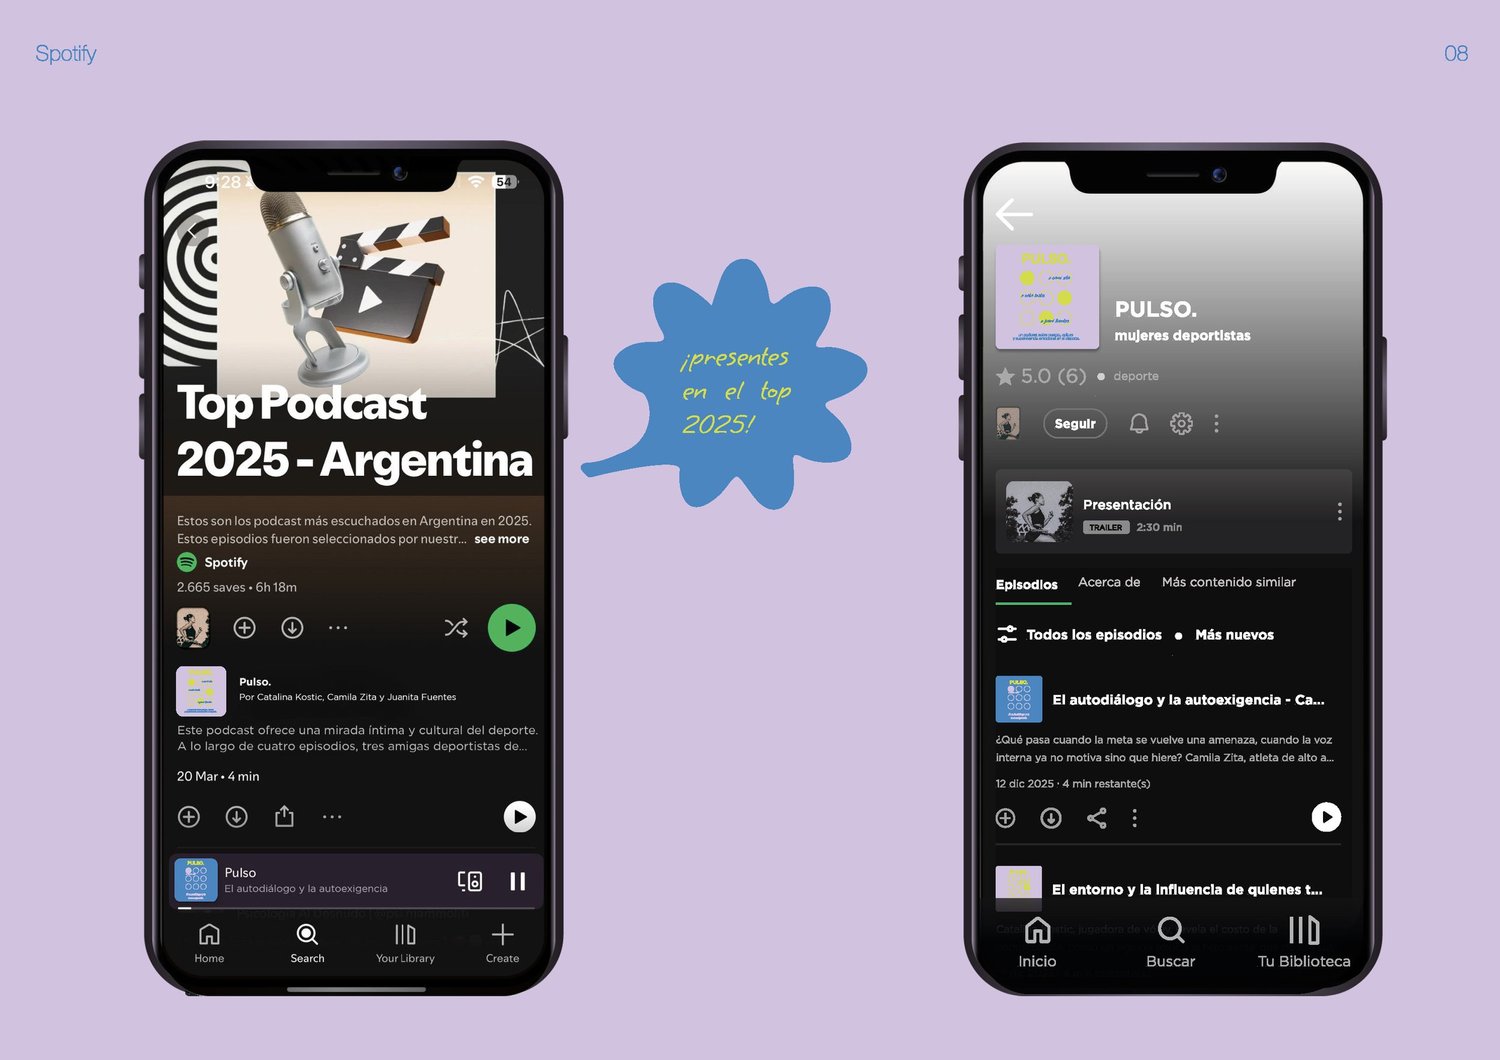 Spotify
08
9:28
54
Top Podcast
2025 - Argentina
Estos son los podcast más escuchados en Argentina en 2025.
Estos episodios fueron seleccionados por nuestr... see more
Spotify
2.665 saves • 6h 18m
Pulso.
Por Catalina Kostic, Camila Zita y Juanita Fuentes
Este podcast ofrece una mirada íntima y cultural del deporte.
A lo largo de cuatro episodios, tres amigas deportistas de...
20 Mar • 4 min
PULSO.
Pulso
El autodiálogo y la autoexigencia
Home
Search
Your Library
Create
¡presentes
en el top
2025!
PULSO.
PULSO.
mujeres deportistas
5.0 (6) • deporte
Seguir
Presentación
TRAILER 2:30 min
Episodios
Acerca de
Más contenido similar
Todos los episodios • Más nuevos
PULSO.
El autodiálogo y la autoexigencia - Ca...
¿Qué pasa cuando la meta se vuelve una amenaza, cuando la voz
interna ya no motiva sino que hiere? Camila Zita, atleta de alto a...
12 dic 2025 · 4 min restante(s)
PULSO.
El entorno y la influencia de quienes t...
Inicio
Buscar
Tu Biblioteca